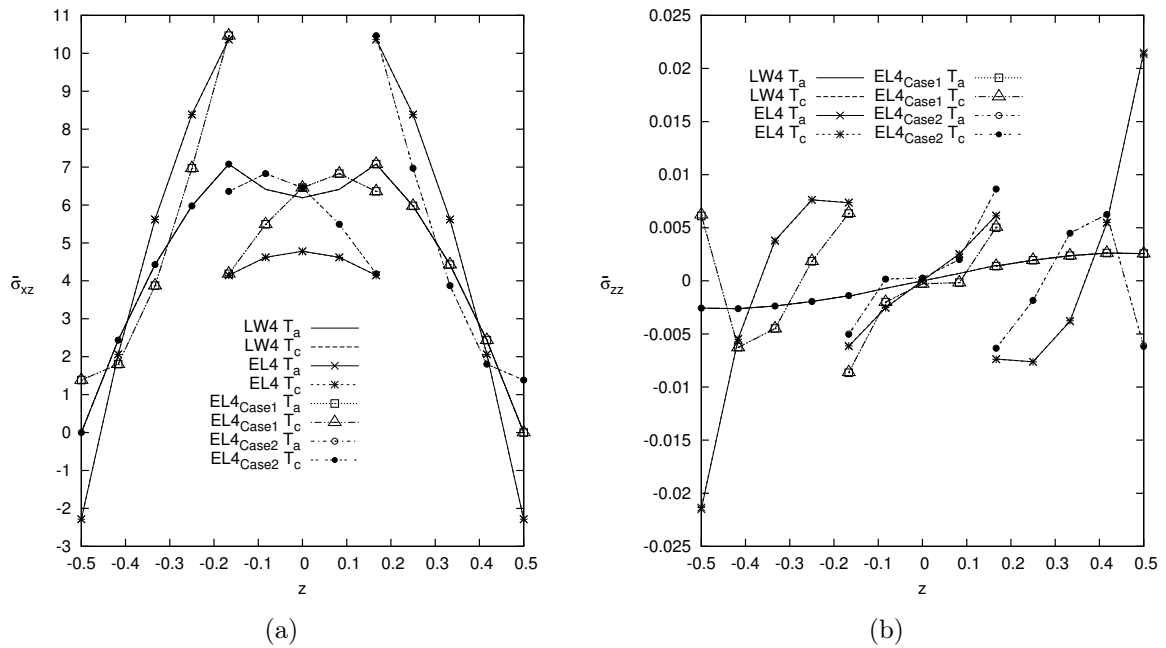 11
10
9
8
7
6
5
4
3
2
1
0
-1
-2
-3
σ̄xz
LW4 Ta
LW4 Tc
EL4 Ta
EL4 Tc
EL4Case1 Ta
EL4Case1 Tc
EL4Case2 Ta
EL4Case2 Tc
-0.5 -0.4 -0.3 -0.2 -0.1 0 0.1 0.2 0.3 0.4 0.5
z
(a)
0.025
0.02
0.015
0.01
0.005
0
-0.005
-0.01
-0.015
-0.02
-0.025
σ̄zz
LW4 Ta EL4Case1 Ta
LW4 Tc EL4Case1 Tc
EL4 Ta EL4Case2 Ta
EL4 Tc EL4Case2 Tc
-0.5 -0.4 -0.3 -0.2 -0.1 0 0.1 0.2 0.3 0.4 0.5
z
(b)